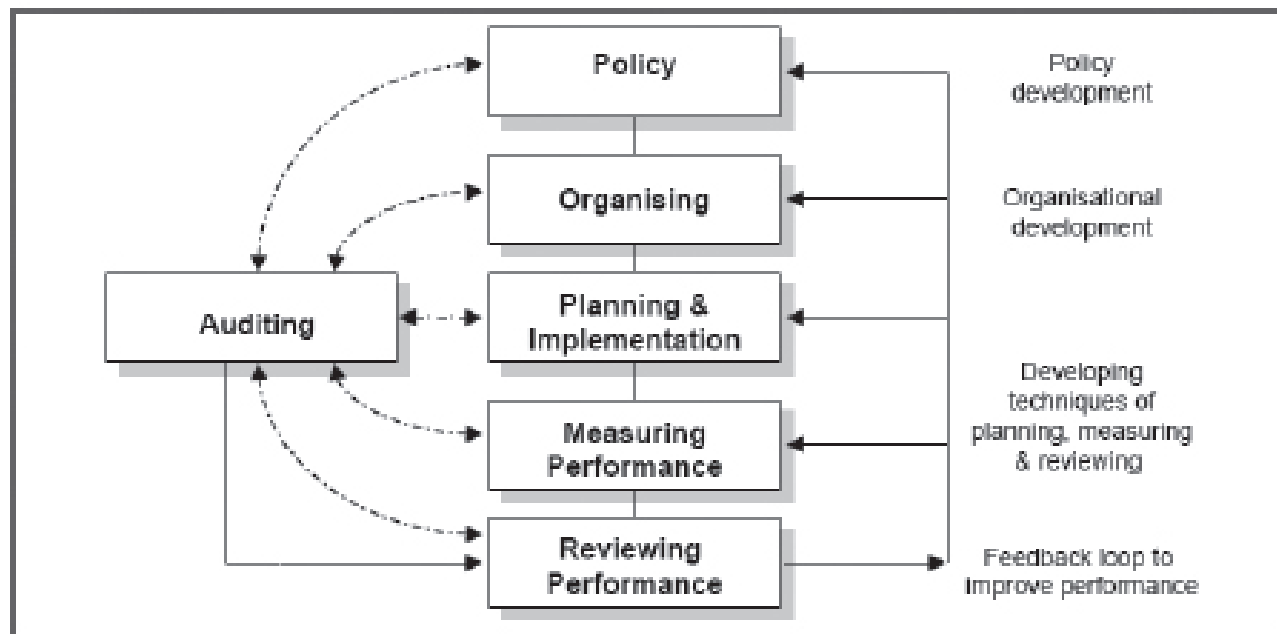 Policy
Policy
development
Organising
Organisational
development
Auditing
Planning &
Implementation
Developing
techniques of
planning, measuring
& reviewing
Measuring
Performance
Reviewing
Performance
Feedback loop to
improve performance